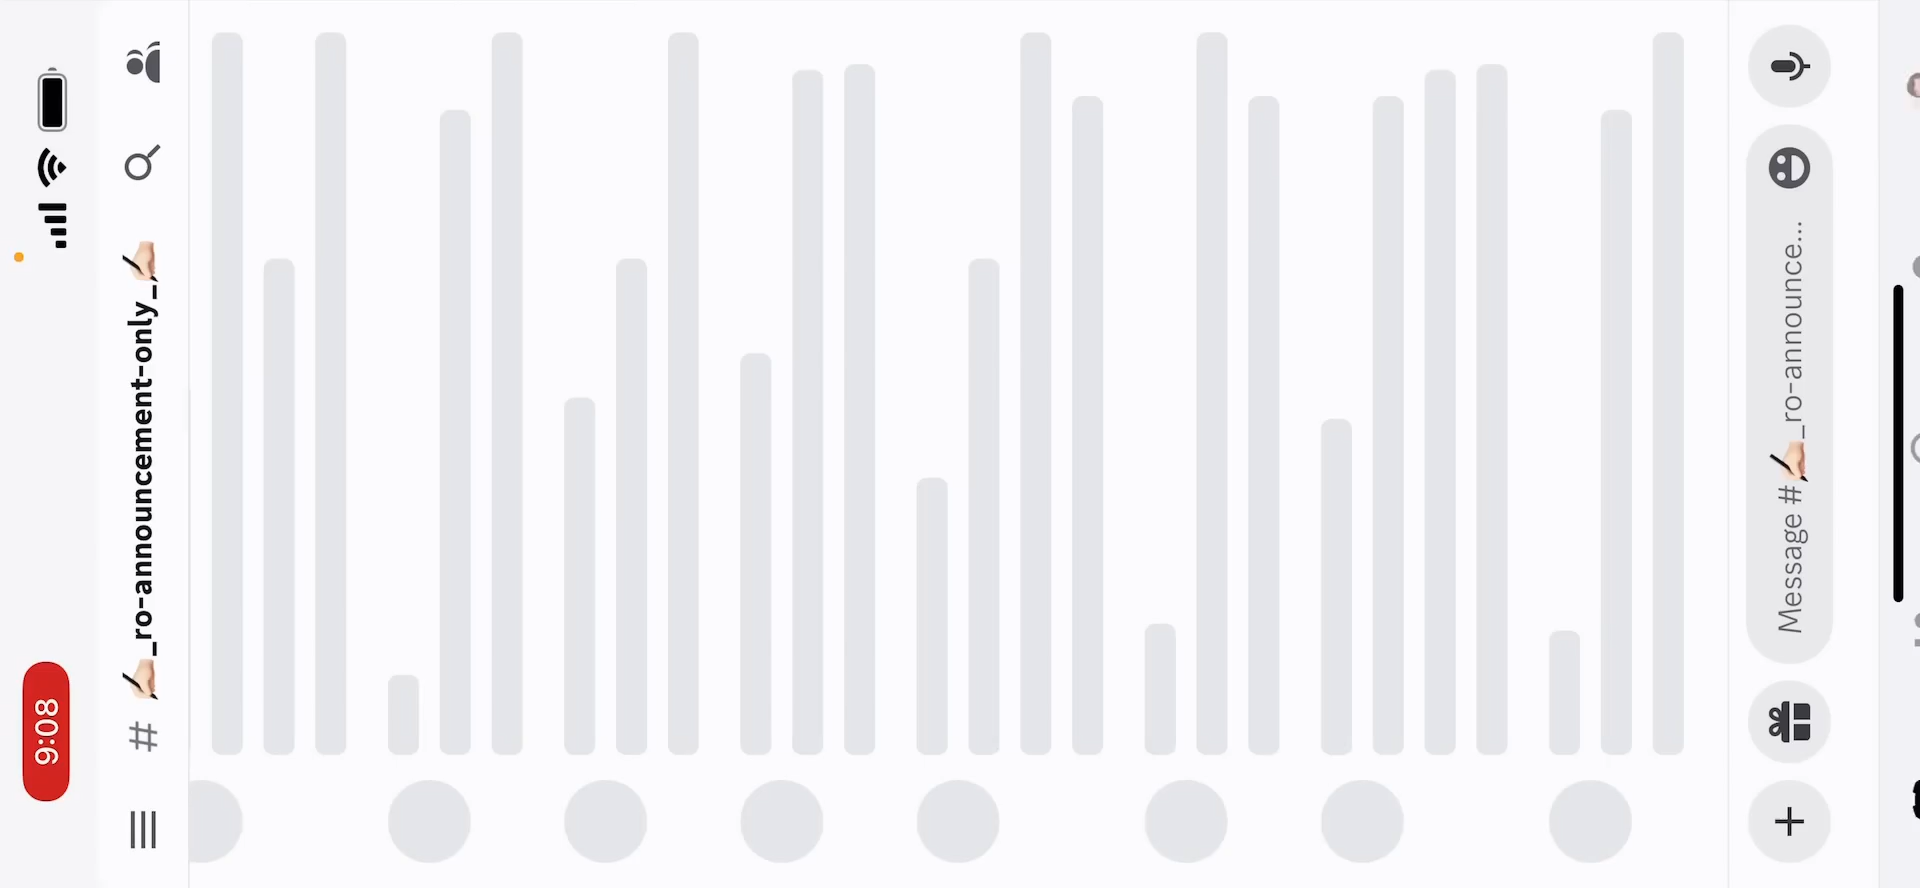 9:08
# ✍🏻_ro-announcement-only_✍🏻
Message #✍🏻_ro-announce...